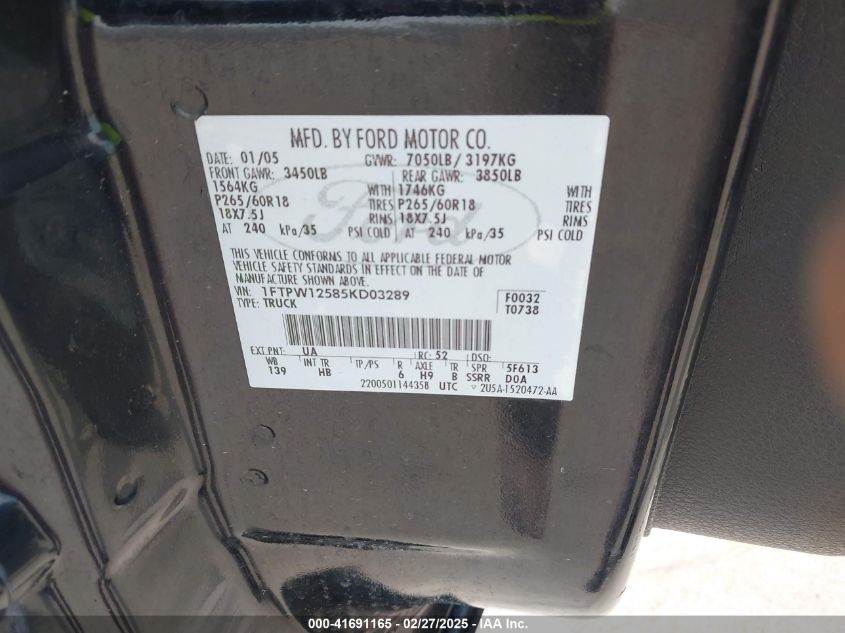 MFD. BY FORD MOTOR CO.
DATE: 01/05 GVWR: 7050LB/ 3197KG
FRONT GAWR: 3450LB REAR GAWR: 3850LB
1564KG WITH 1746KG WITH
P265/60R18 TIRES P265/60R18 TIRES
18X7.5J RIMS 18X7.5J RIMS
AT 240 kPa/35 PSI COLD AT 240 kPa/35 PSI COLD
Ford
THIS VEHICLE CONFORMS TO ALL APPLICABLE FEDERAL MOTOR
VEHICLE SAFETY STANDARDS IN EFFECT ON THE DATE OF
MANUFACTURE SHOWN ABOVE.
VIN: 1FTPW12585KD03289 F0032
TYPE: TRUCK T0738
EXT PNT: UA RC: 52 DSO:
WB INT TR TP/PS R AXLE TR SPR 5F613
139 HB 6 H9 B SSRR D0A
2200501144358 UTC ▽ 2U5A-1520472-AA
000-41691165 - 02/27/2025 - IAA Inc.